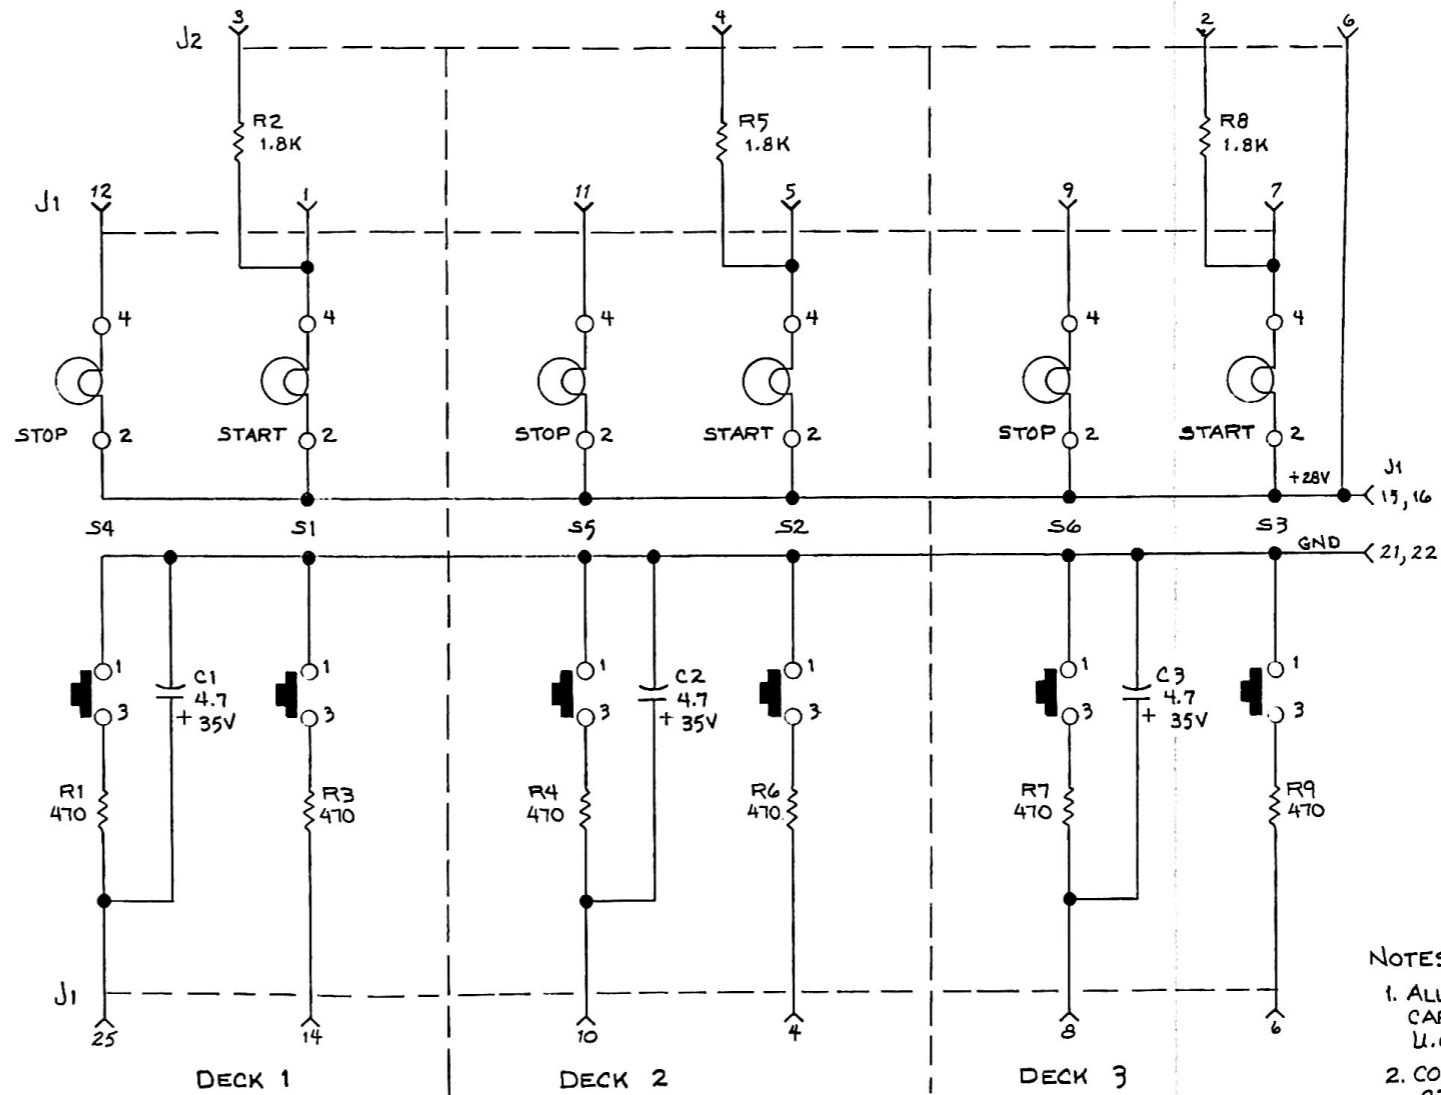 3 4 2 6
J2
R2 R5 R8
1.8K 1.8K 1.8K
12 1 11 5 9 7
J1
4 4 4 4 4 4
STOP 2 START 2 STOP 2 START 2 STOP 2 START 2
+28V J1
15, 16
S4 S1 S5 S2 S6 S3
GND 21, 22
1 1 1 1 1 1
C1 C2 C3
4.7 4.7 4.7
+ 35V + 35V + 35V
3 3 3 3 3 3
R1 R3 R4 R6 R7 R9
470 470 470 470 470 470
J1
25 14 10 4 8 6
DECK 1 DECK 2 DECK 3
NOTES
1. ALL
CAP
U.
2. CO